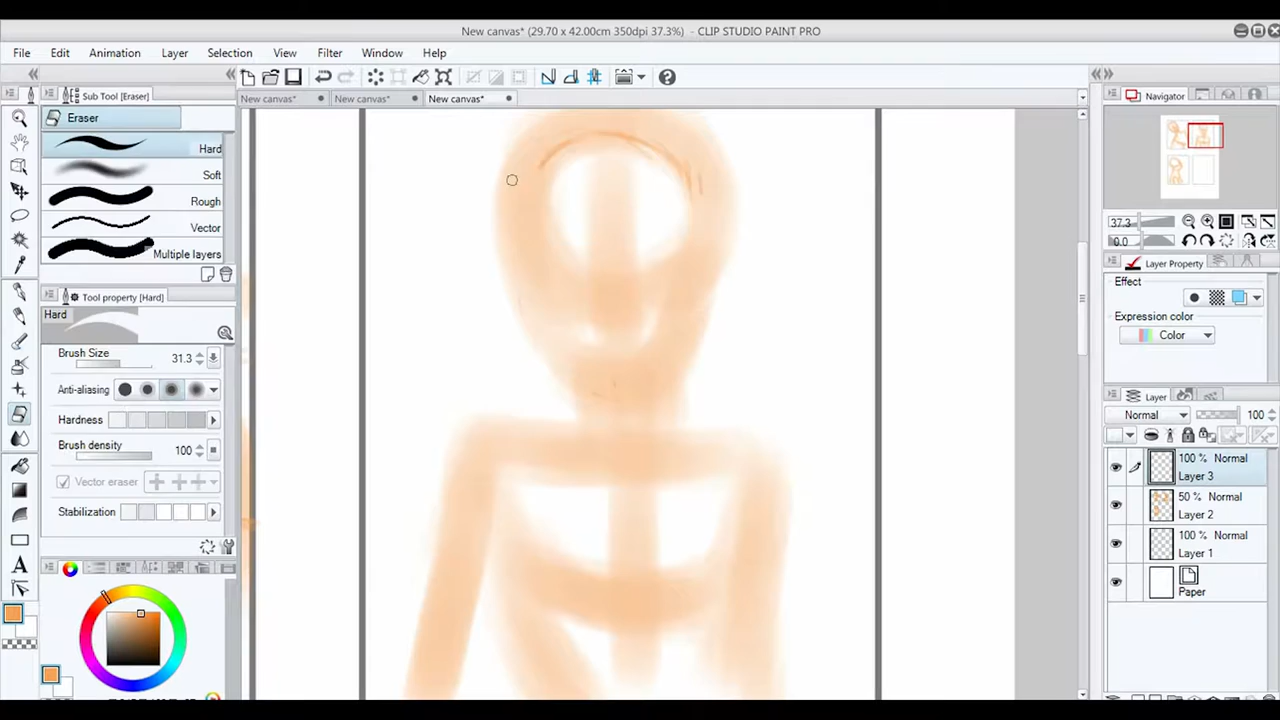 New canvas* (29.70 x 42.00cm 350dpi 37.3%) - CLIP STUDIO PAINT PRO
File Edit Animation Layer Selection View Filter Window Help
Sub Tool [Eraser]
New canvas* New canvas* New canvas*
Navigator
Eraser
Hard
Soft
Rough
Vector
Multiple layers
37.3
0.0
Layer Property
Effect
Expression color
Color
Tool property [Hard]
Hard
Brush Size 31.3
Anti-aliasing
Hardness
Brush density 100
Vector eraser
Stabilization
Layer
Normal 100
100 % Normal
Layer 3
50 % Normal
Layer 2
100 % Normal
Layer 1
Paper
A